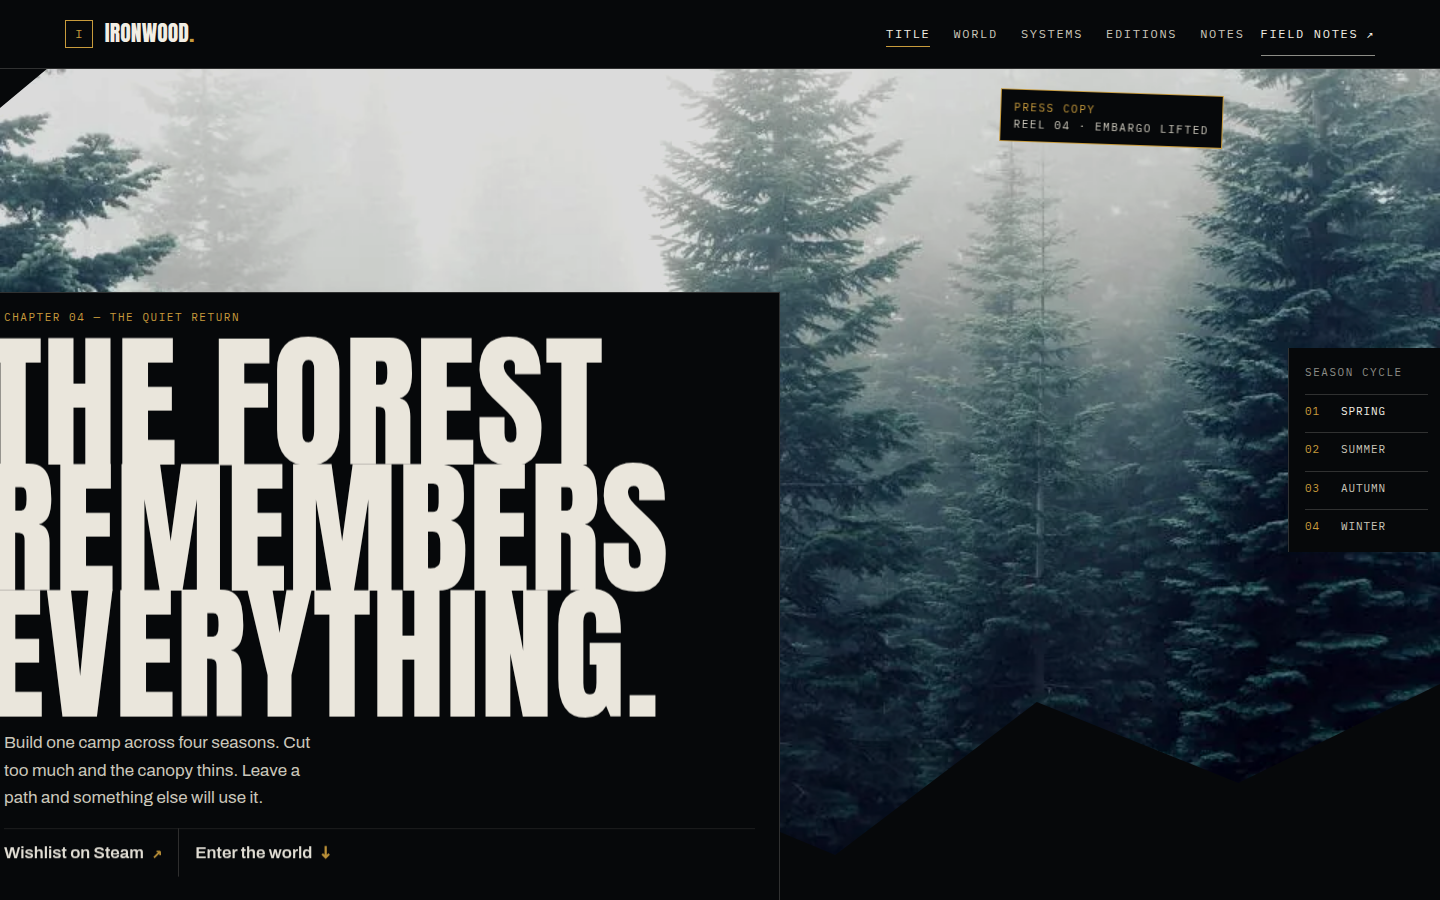 I
IRONWOOD.
TITLE WORLD SYSTEMS EDITIONS NOTES FIELD NOTES ↗
PRESS COPY
REEL 04 · EMBARGO LIFTED
CHAPTER 04 — THE QUIET RETURN
THE FOREST
REMEMBERS
EVERYTHING.
Build one camp across four seasons. Cut
too much and the canopy thins. Leave a
path and something else will use it.
Wishlist on Steam ↗
Enter the world ↓
SEASON CYCLE
01 SPRING
02 SUMMER
03 AUTUMN
04 WINTER